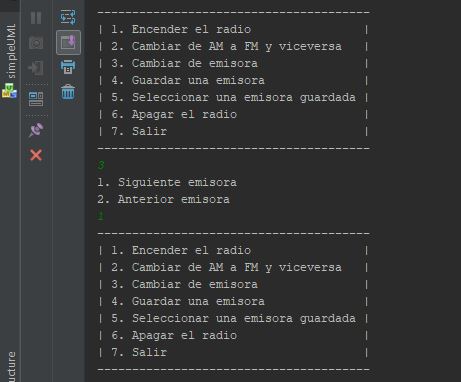 simpleUML
---------------------------------------
| 1. Encender el radio                |
| 2. Cambiar de AM a FM y viceversa   |
| 3. Cambiar de emisora               |
| 4. Guardar una emisora              |
| 5. Seleccionar una emisora guardada |
| 6. Apagar el radio                  |
| 7. Salir                            |
---------------------------------------
3
1. Siguiente emisora
2. Anterior emisora
1
---------------------------------------
| 1. Encender el radio                |
| 2. Cambiar de AM a FM y viceversa   |
| 3. Cambiar de emisora               |
| 4. Guardar una emisora              |
| 5. Seleccionar una emisora guardada |
| 6. Apagar el radio                  |
| 7. Salir                            |
---------------------------------------
ucture